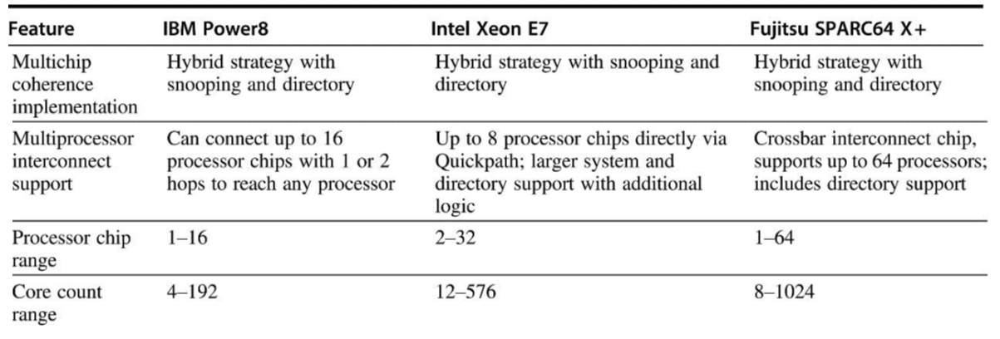 Feature IBM Power8 Intel Xeon E7 Fujitsu SPARC64 X+
Multichip coherence implementation
Hybrid strategy with snooping and directory
Hybrid strategy with snooping and directory
Hybrid strategy with snooping and directory
Multiprocessor interconnect support
Can connect up to 16 processor chips with 1 or 2 hops to reach any processor
Up to 8 processor chips directly via Quickpath; larger system and directory support with additional logic
Crossbar interconnect chip, supports up to 64 processors; includes directory support
Processor chip range
1–16
2–32
1–64
Core count range
4–192
12–576
8–1024